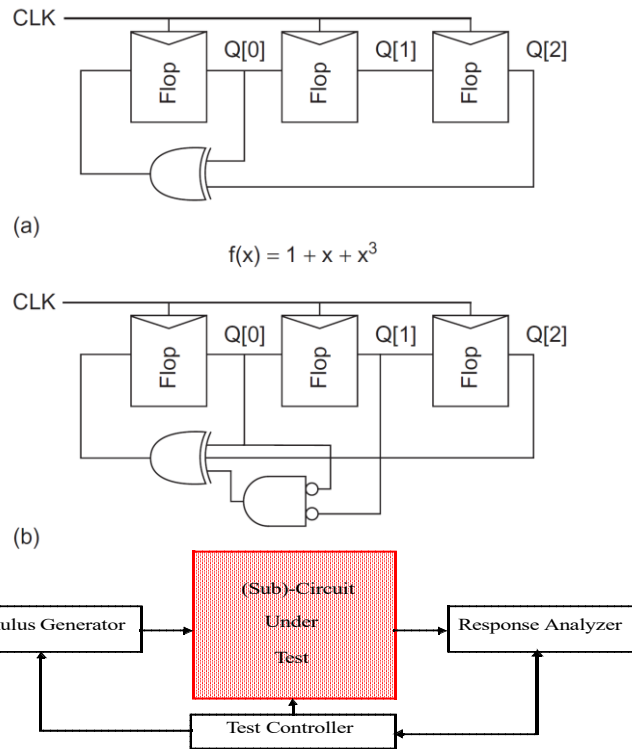 CLK
Q[0] Q[1] Q[2]
Flop Flop Flop
(a)
f(x) = 1 + x + x³
CLK
Q[0] Q[1] Q[2]
Flop Flop Flop
(b)
(Sub)-Circuit
Under
Test
Generator
Response Analyzer
Test Controller